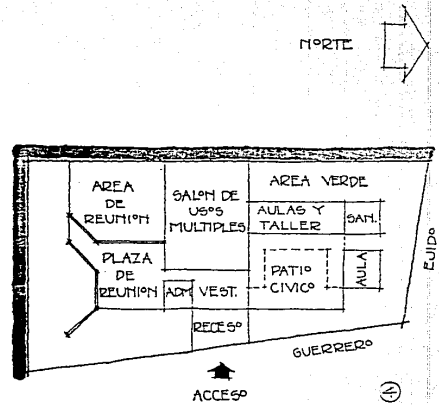 NORTE
AREA
DE
REUNION
SALON DE
USOS
MULTIPLES
AREA VERDE
AULAS Y
TALLER
SAN.
PLAZA
DE
REUNION
ADM
VEST.
PATIO
CIVICO
AULA
EJIDO
RECESO
GUERRERO
ACCESO